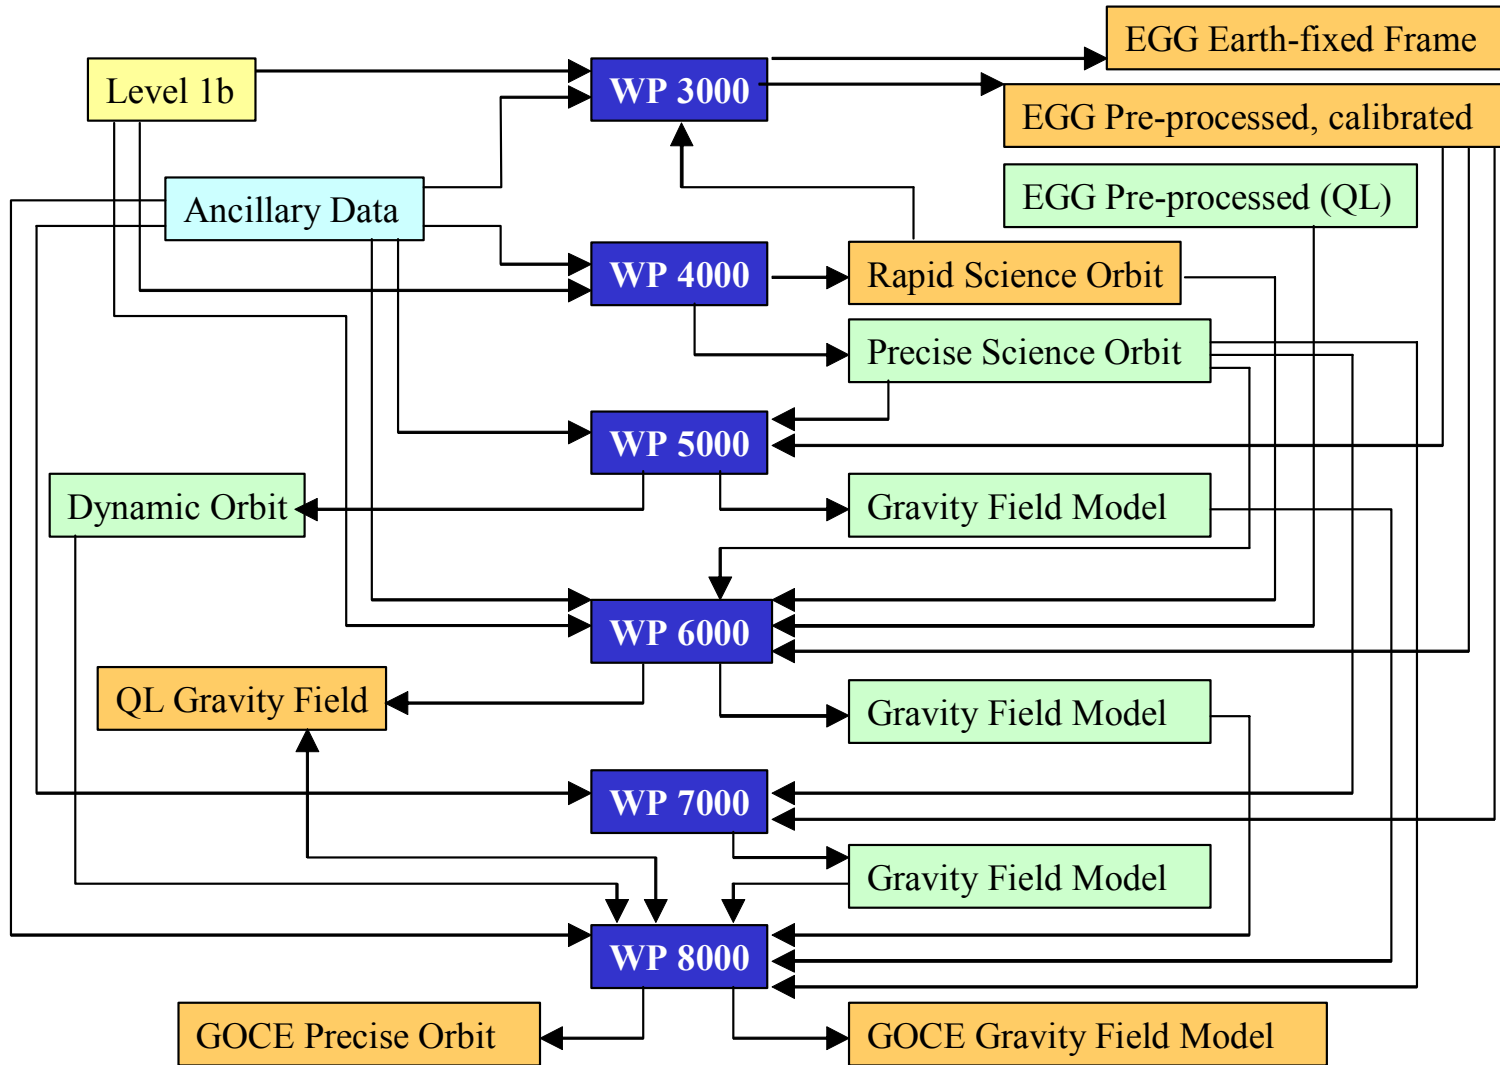 EGG Earth-fixed Frame
Level 1b
WP 3000
EGG Pre-processed, calibrated
Ancillary Data
EGG Pre-processed (QL)
WP 4000
Rapid Science Orbit
Precise Science Orbit
WP 5000
Dynamic Orbit
Gravity Field Model
WP 6000
QL Gravity Field
Gravity Field Model
WP 7000
Gravity Field Model
WP 8000
GOCE Precise Orbit
GOCE Gravity Field Model